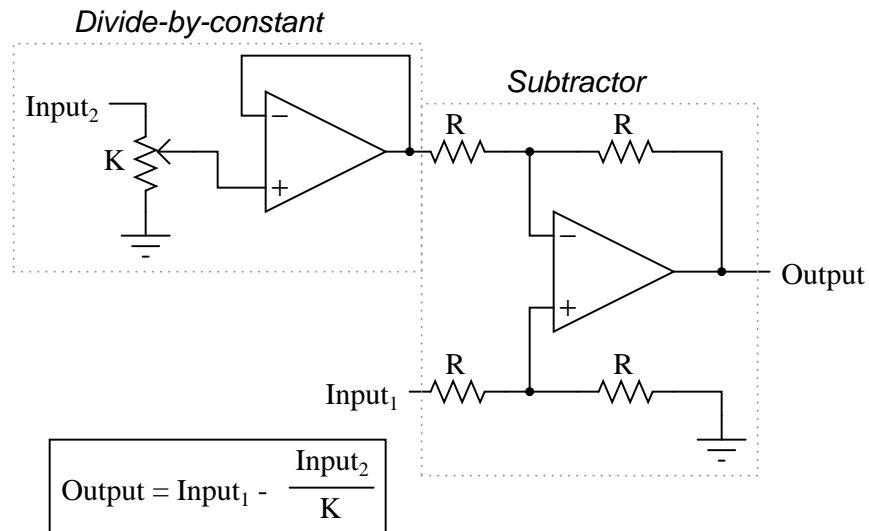 Divide-by-constant
Subtractor
Input₂
K
−
+
R
R
−
+
Output
Input₁
R
R
Output = Input₁ - Input₂
K